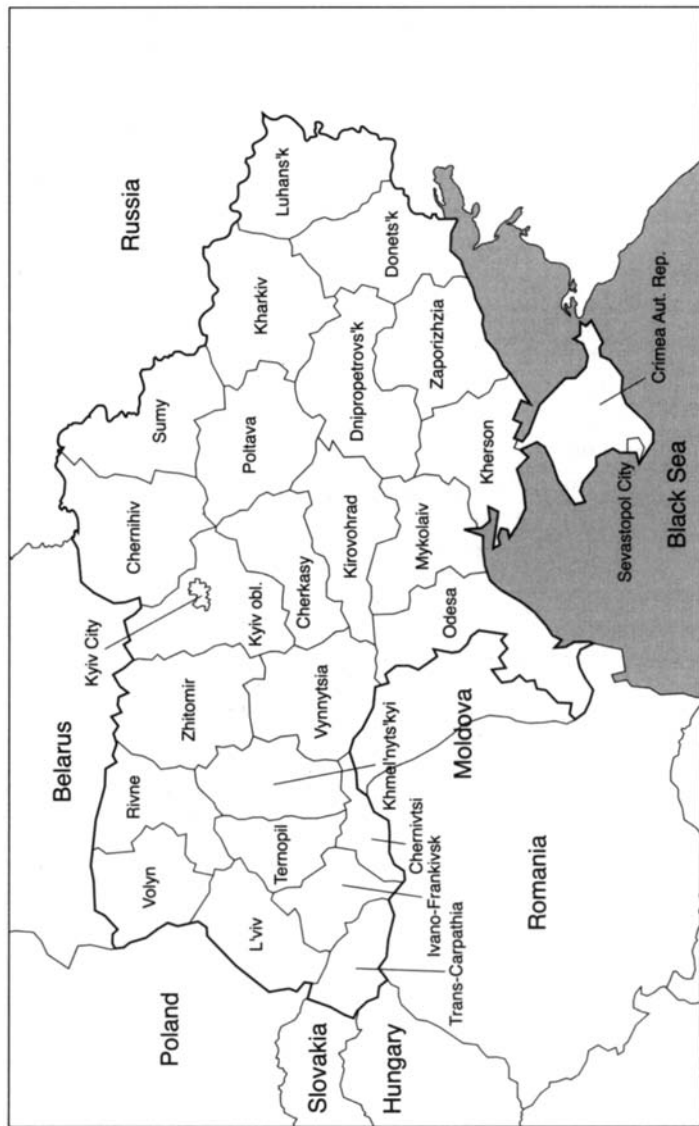 Belarus
Russia
Poland
Kyiv City
Volyn
Rivne
Zhitomir
Chernihiv
Sumy
Kyiv obl.
L'viv
Ternopil
Khmel'nyts'kyi
Vynnytsia
Cherkasy
Poltava
Kharkiv
Luhans'k
Slovakia
Hungary
Trans-Carpathia
Ivano-Frankivsk
Chernivtsi
Kirovohrad
Dnipropetrovs'k
Donets'k
Moldova
Odesa
Mykolaiv
Zaporizhzia
Kherson
Romania
Sevastopol City
Crimea Aut. Rep.
Black Sea